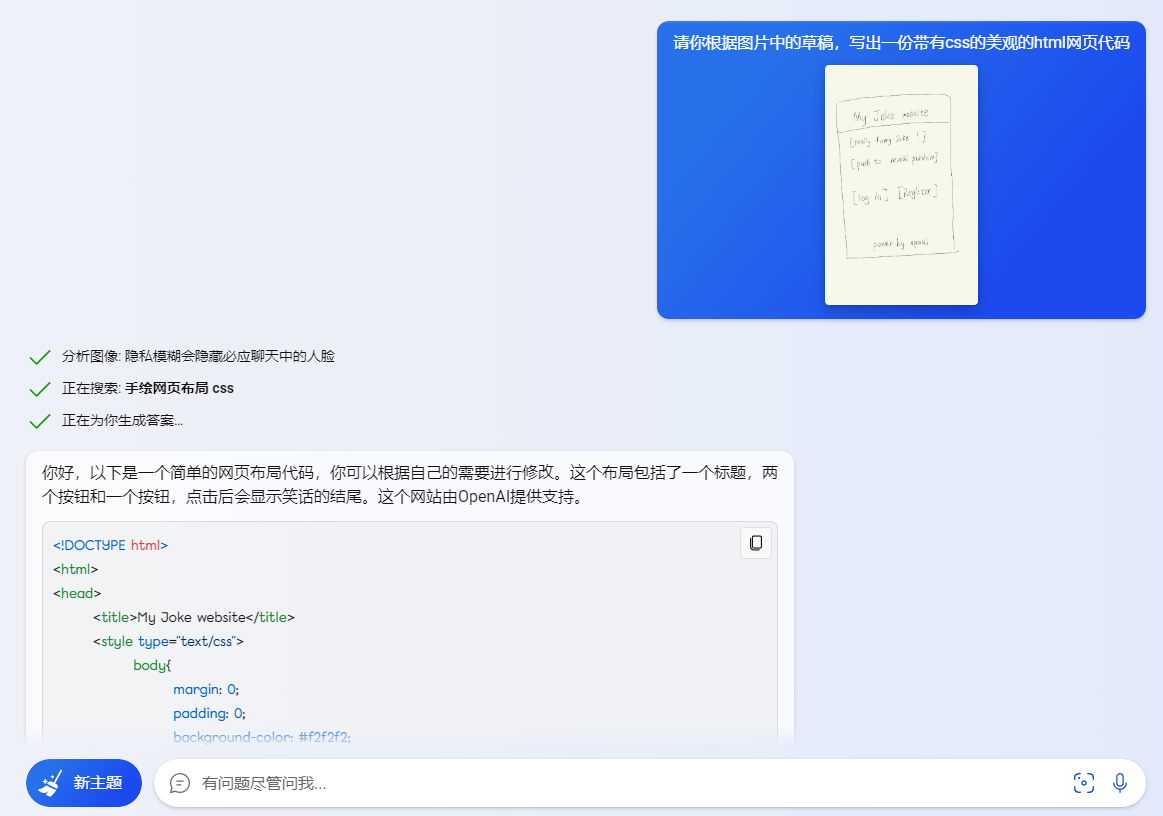 请你根据图片中的草稿，写出一份带有css的美观的html网页代码
My Joke website
[really funny Joke !]
[push to reveal punchline]
[log in] [Register]
power by openAi
分析图像: 隐私模糊会隐藏必应聊天中的人脸
正在搜索: 手绘网页布局 css
正在为你生成答案...
你好，以下是一个简单的网页布局代码，你可以根据自己的需要进行修改。这个布局包括了一个标题，两
个按钮和一个按钮，点击后会显示笑话的结尾。这个网站由OpenAI提供支持。
<!DOCTYPE html>
<html>
<head>
<title>My Joke website</title>
<style type="text/css">
body{
margin: 0;
padding: 0;
background-color: #f2f2f2;
新主题
有问题尽管问我...